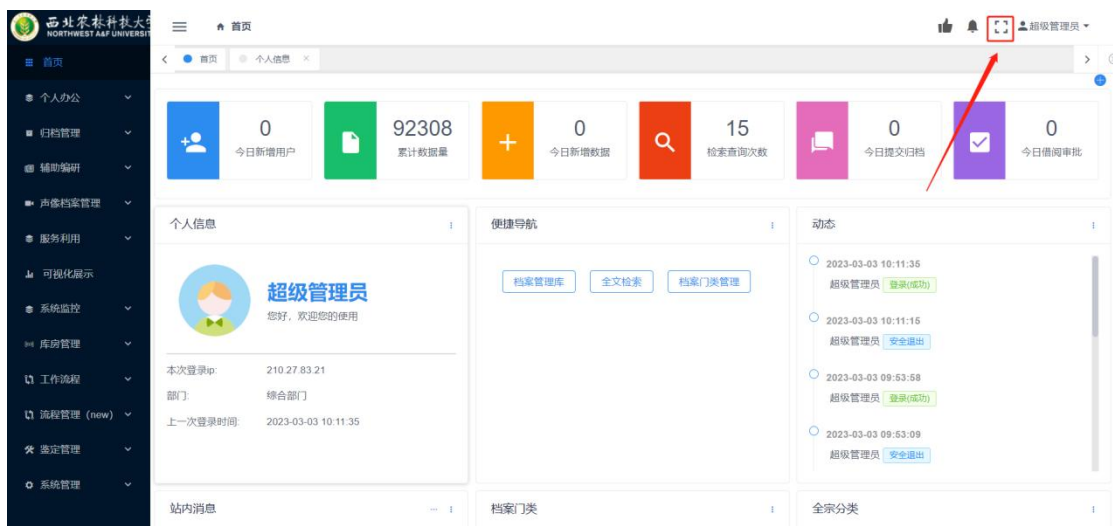 西北农林科技大学
NORTHWEST A&F UNIVERSIT
首页
超级管理员
首页
首页
个人信息 ×
个人办公
归档管理
辅助编研
声像档案管理
服务利用
可视化展示
系统监控
库房管理
工作流程
流程管理（new）
鉴定管理
系统管理
0
今日新增用户
92308
累计数据量
0
今日新增数据
15
检索查询次数
0
今日提交归档
0
今日借阅审批
个人信息
超级管理员
您好，欢迎您的使用
本次登录ip: 210.27.83.21
部门: 综合部门
上一次登录时间: 2023-03-03 10:11:35
便捷导航
档案管理库 全文检索 档案门类管理
动态
2023-03-03 10:11:35
超级管理员 登录(成功)
2023-03-03 10:11:15
超级管理员 安全退出
2023-03-03 09:53:58
超级管理员 登录(成功)
2023-03-03 09:53:09
超级管理员 安全退出
站内消息
档案门类
全宗分类